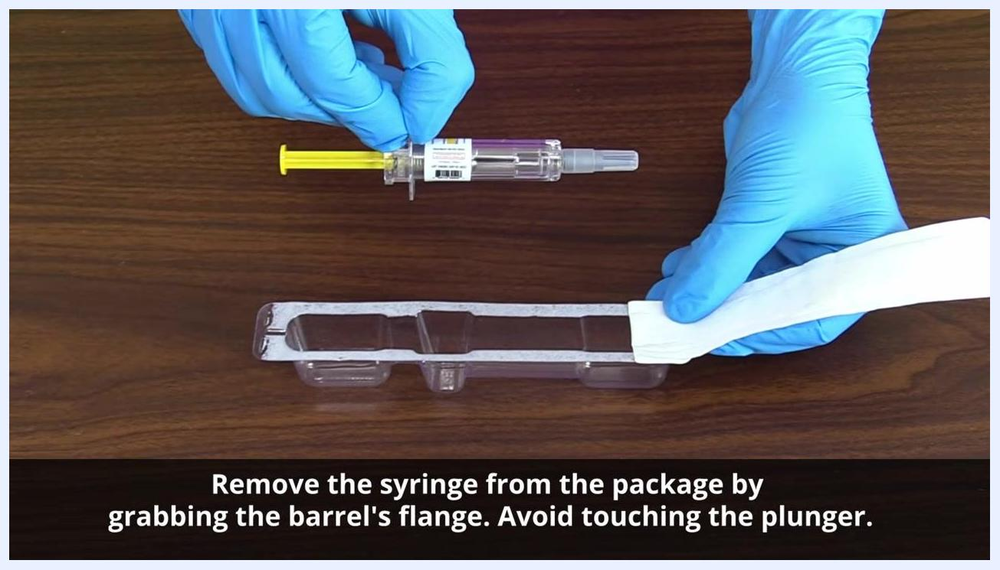 Remove the syringe from the package by
grabbing the barrel's flange. Avoid touching the plunger.